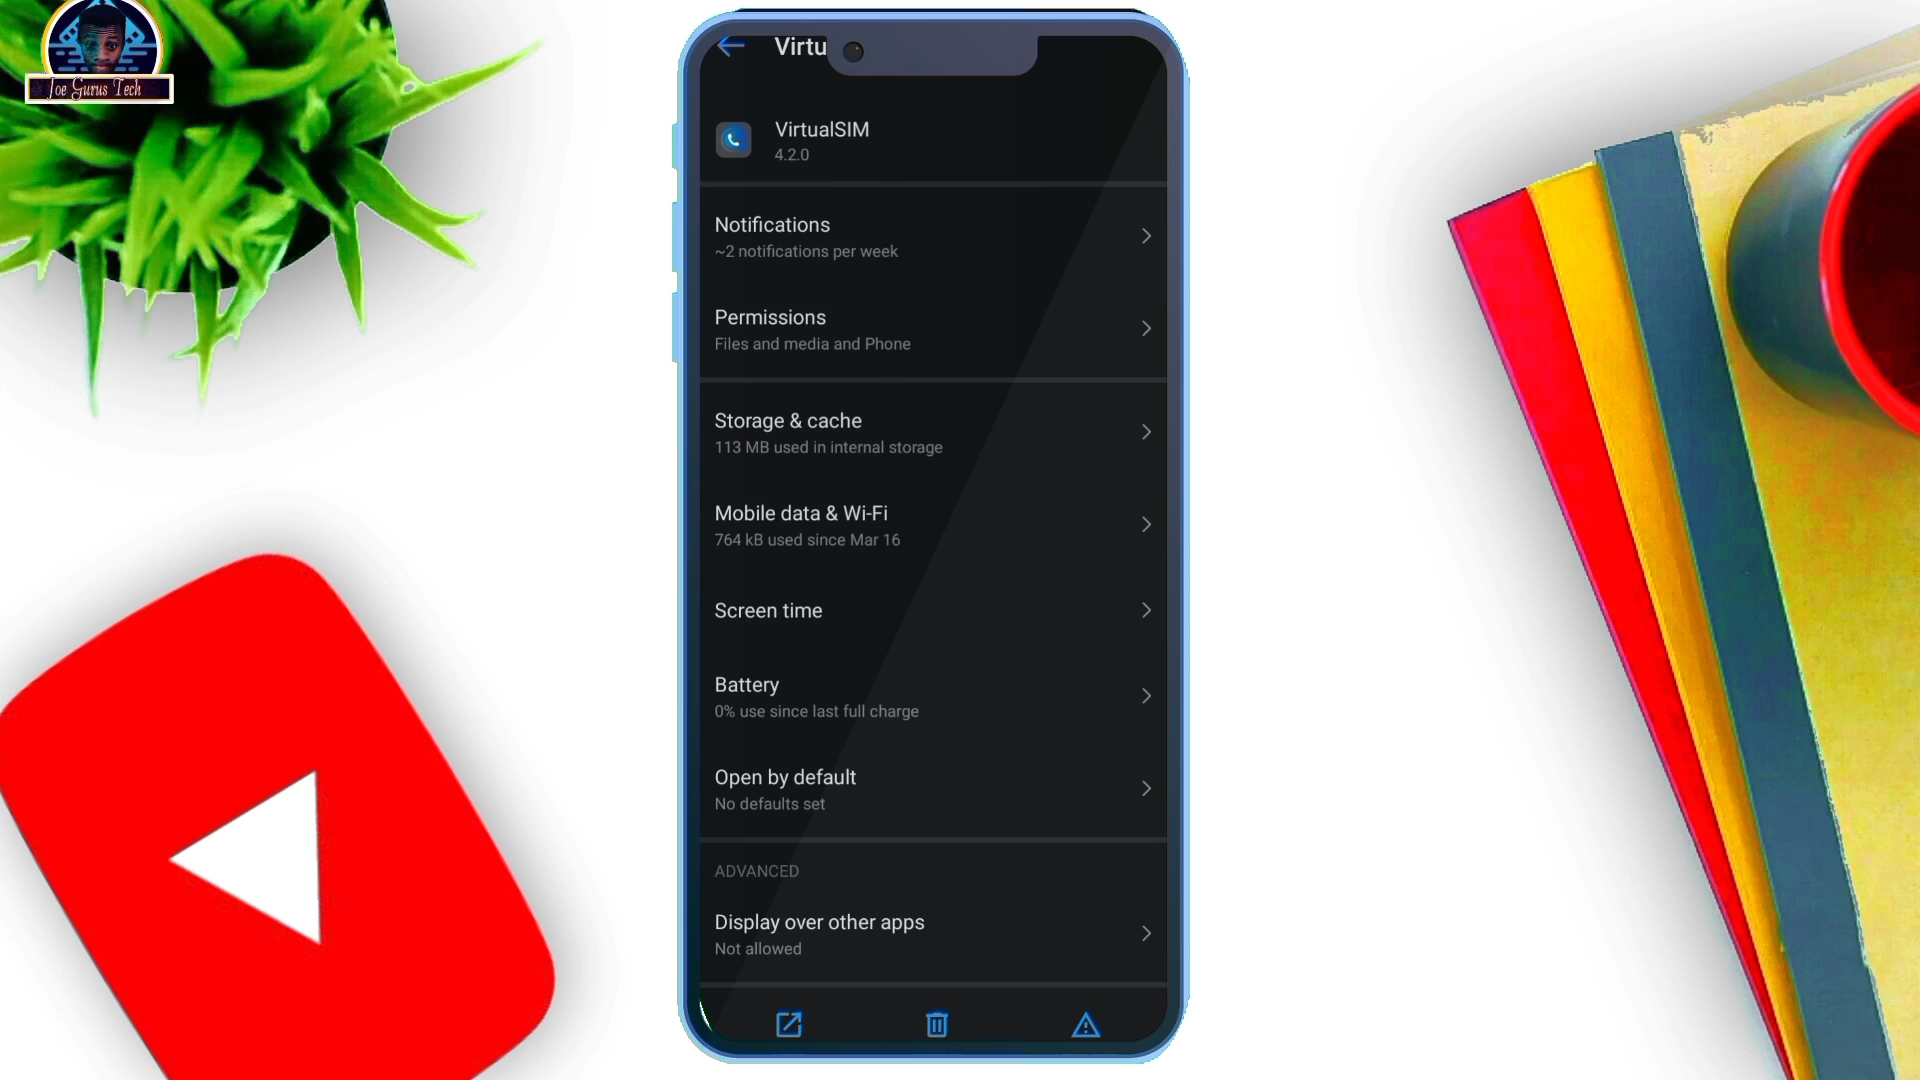 Joe Gurus Tech
Virtu
VirtualSIM
4.2.0
Notifications
~2 notifications per week
Permissions
Files and media and Phone
Storage & cache
113 MB used in internal storage
Mobile data & Wi-Fi
764 kB used since Mar 16
Screen time
Battery
0% use since last full charge
Open by default
No defaults set
ADVANCED
Display over other apps
Not allowed